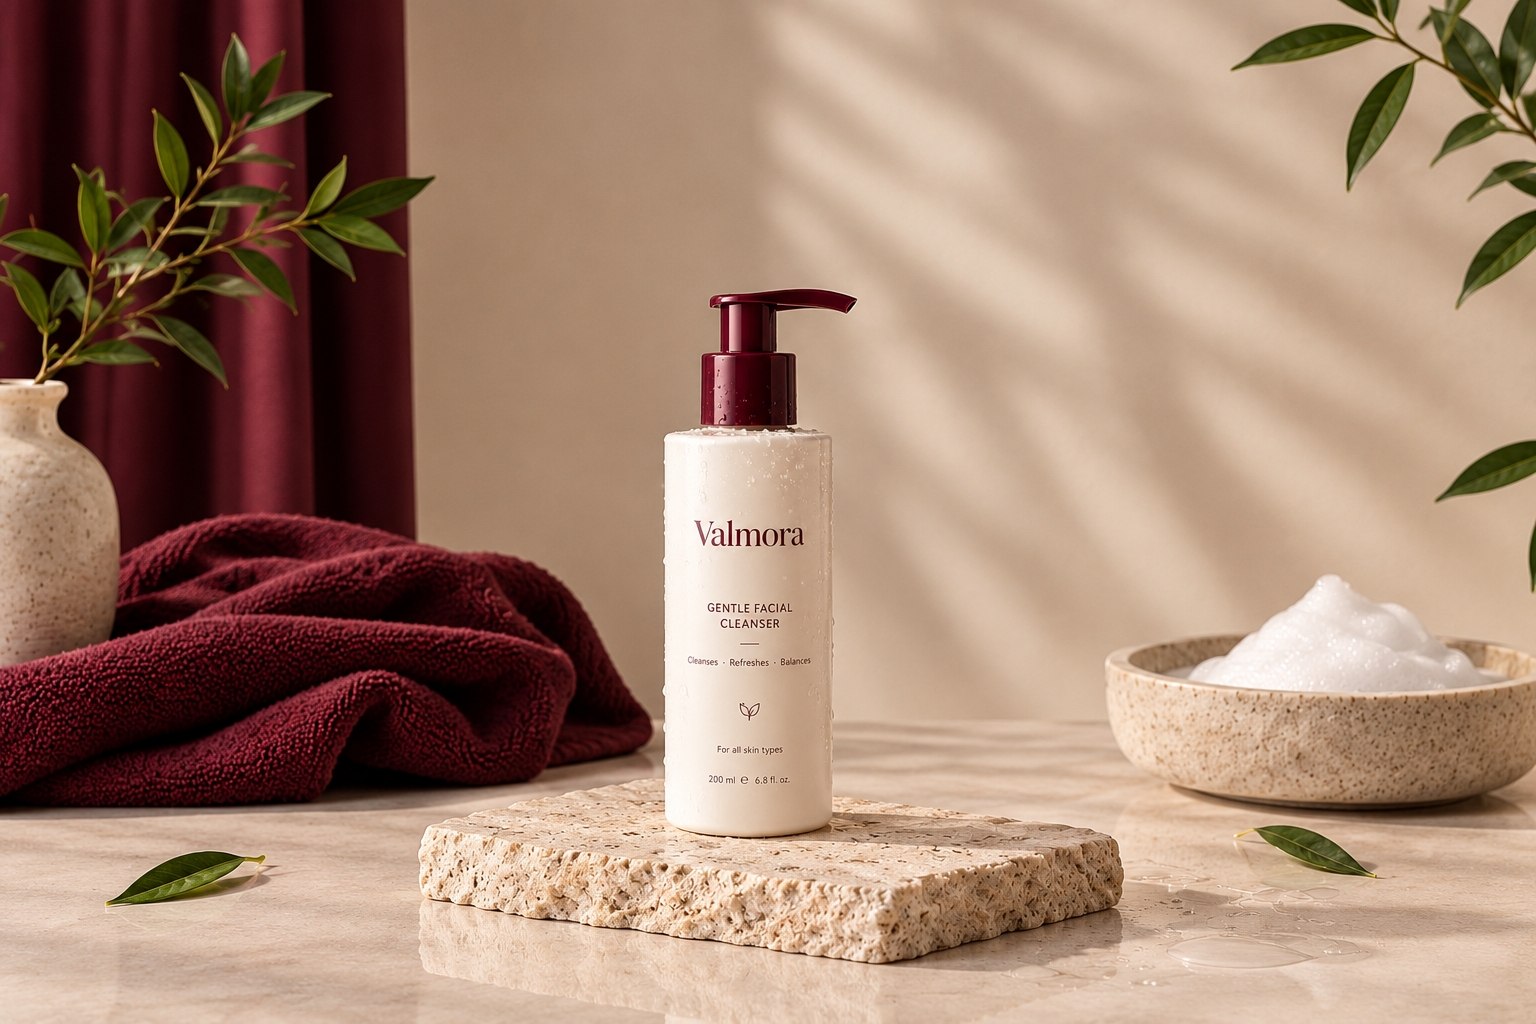 Valmora
GENTLE FACIAL
CLEANSER
Cleanses · Refreshes · Balances
For all skin types
200 ml ℮ 6.8 fl. oz.